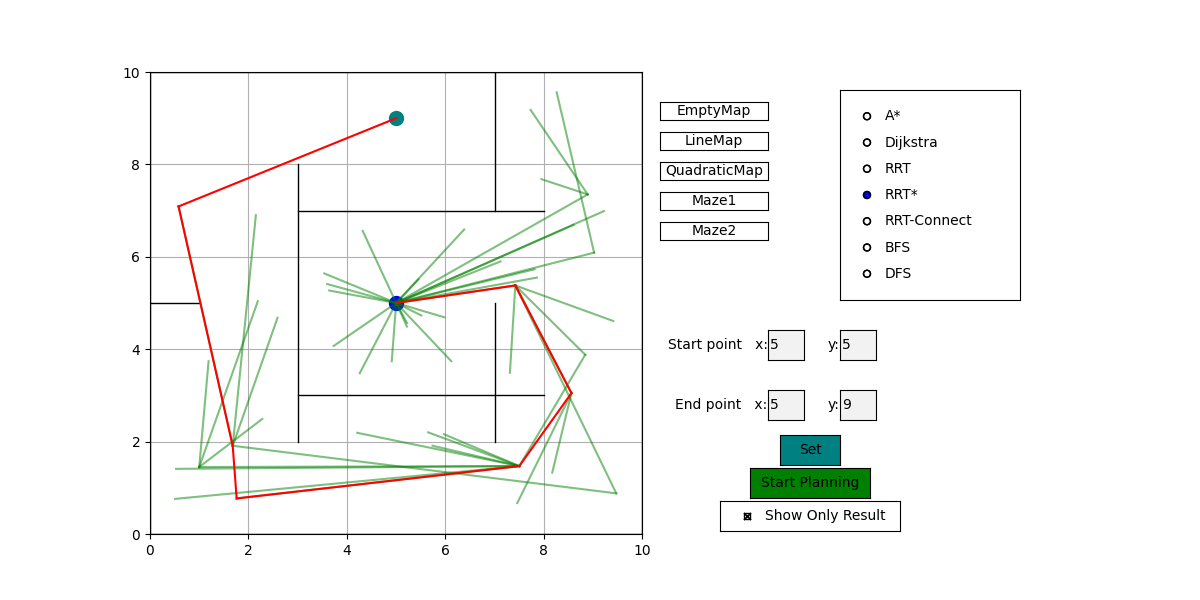 10
8
6
4
2
0
0 2 4 6 8 10
EmptyMap
LineMap
QuadraticMap
Maze1
Maze2
A*
Dijkstra
RRT
RRT*
RRT-Connect
BFS
DFS
Start point x: 5 y: 5
End point x: 5 y: 9
Set
Start Planning
Show Only Result